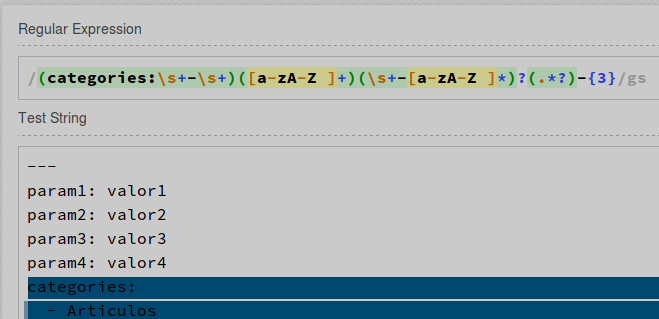 Regular Expression
/(categories:\s+-\s+)([a-zA-Z ]+)(\s+-[a-zA-Z ]*)?(.*?)-{3}/gs
Test String
---
param1: valor1
param2: valor2
param3: valor3
param4: valor4
categories:
- Articulos